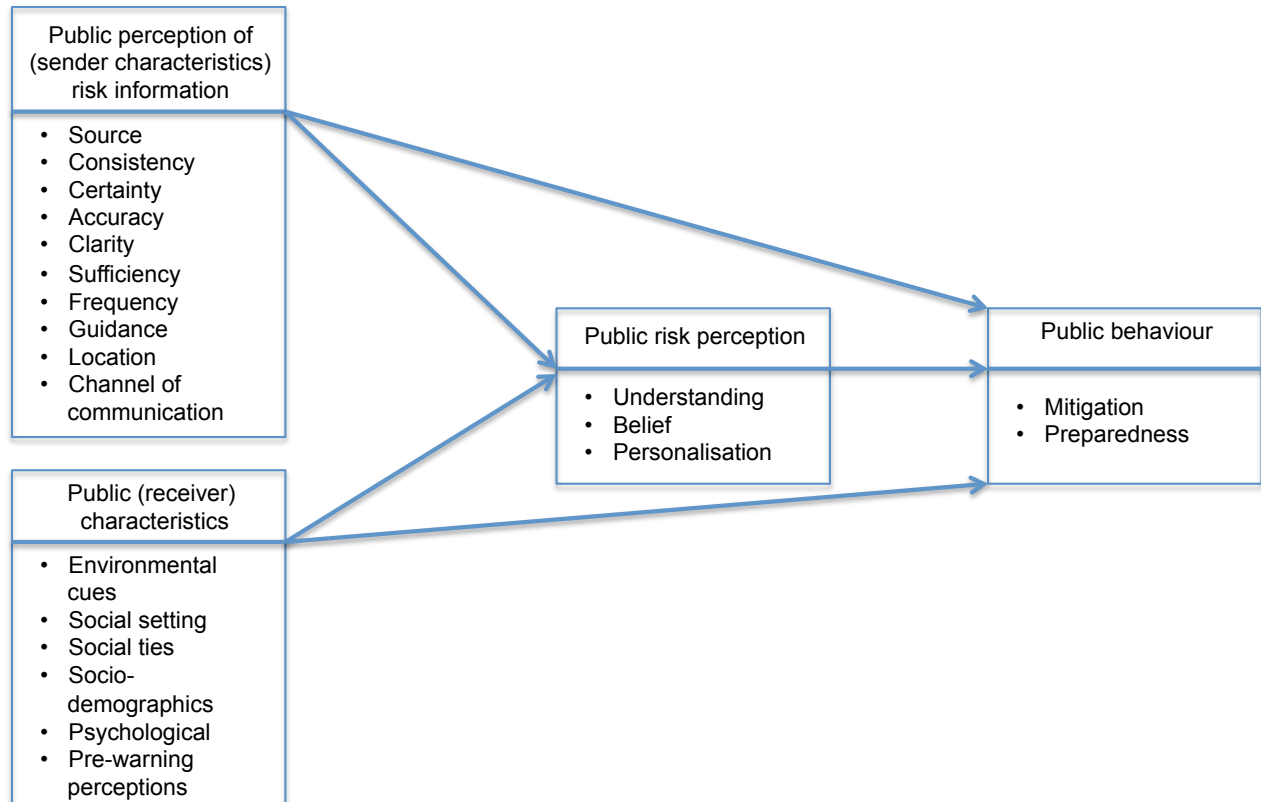 Public perception of
(sender characteristics)
risk information
• Source
• Consistency
• Certainty
• Accuracy
• Clarity
• Sufficiency
• Frequency
• Guidance
• Location
• Channel of
communication
Public (receiver)
characteristics
• Environmental
cues
• Social setting
• Social ties
• Socio-
demographics
• Psychological
• Pre-warning
perceptions
Public risk perception
• Understanding
• Belief
• Personalisation
Public behaviour
• Mitigation
• Preparedness